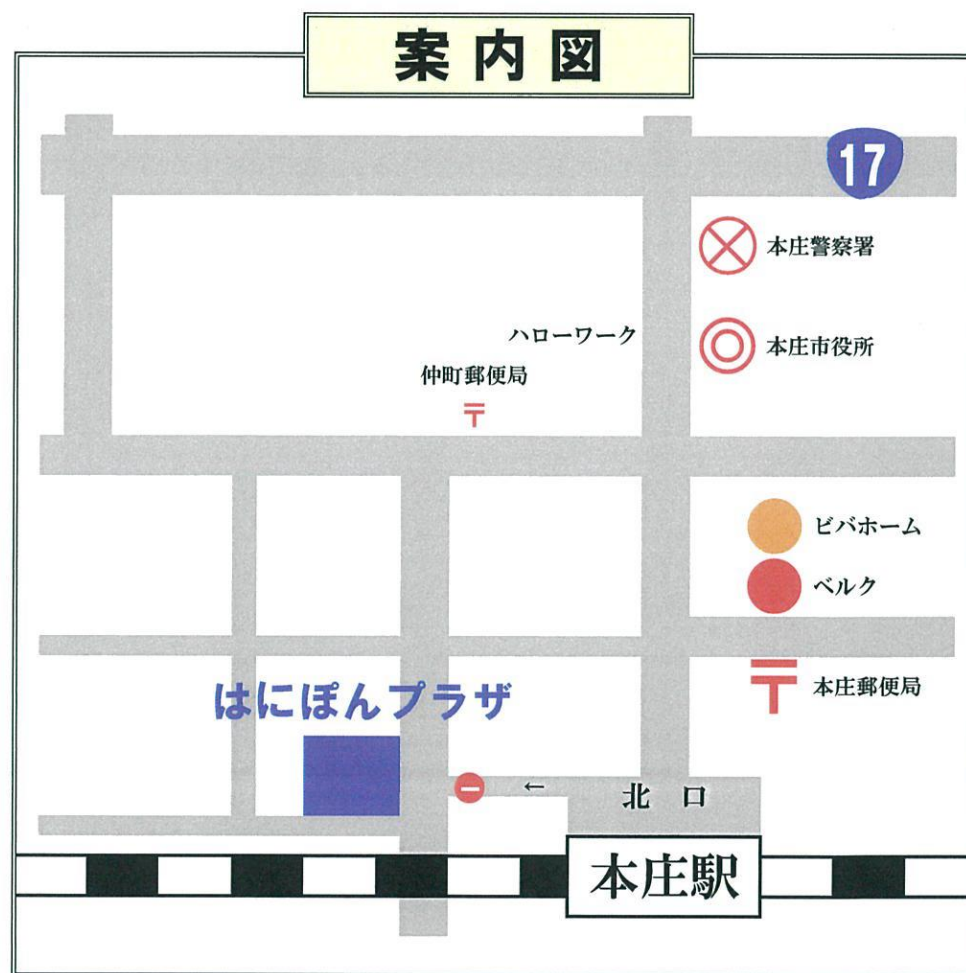 案内図
17
本庄警察署
ハローワーク
本庄市役所
仲町郵便局
〒
ビバホーム
ベルク
はにぽんプラザ
〒
本庄郵便局
←
北 口
本庄駅